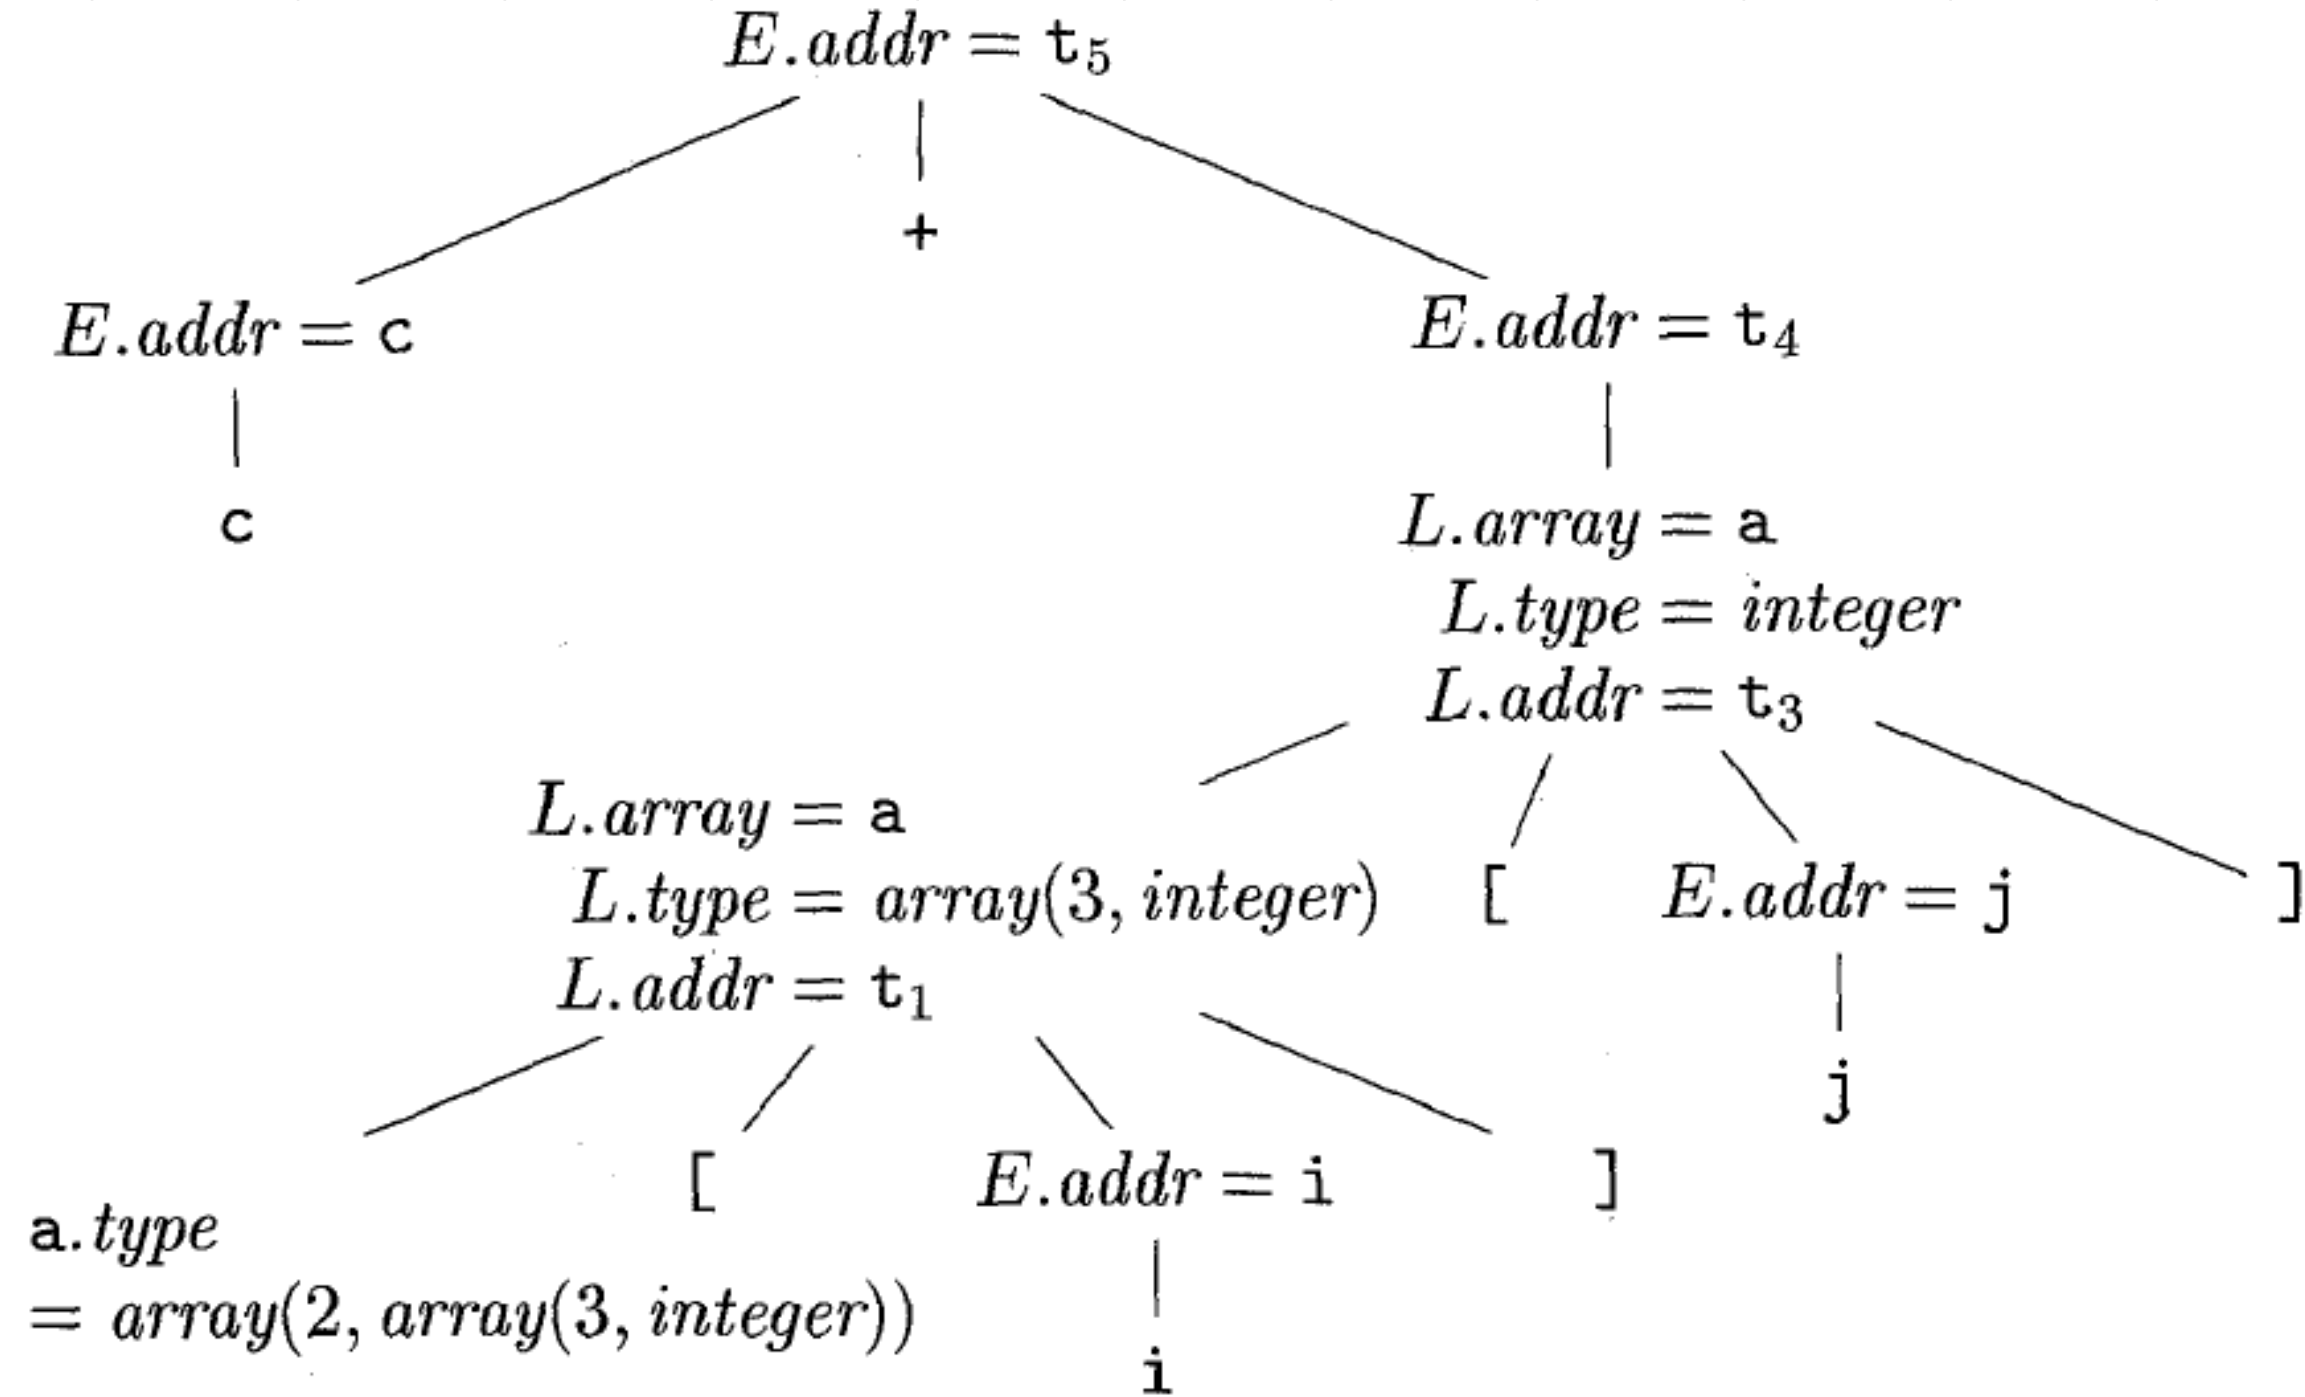 E.addr = t₅
+
E.addr = c
E.addr = t₄
c
L.array = a
L.type = integer
L.addr = t₃
L.array = a
L.type = array(3, integer)
L.addr = t₁
[
E.addr = j
]
j
a.type
= array(2, array(3, integer))
[
E.addr = i
]
i